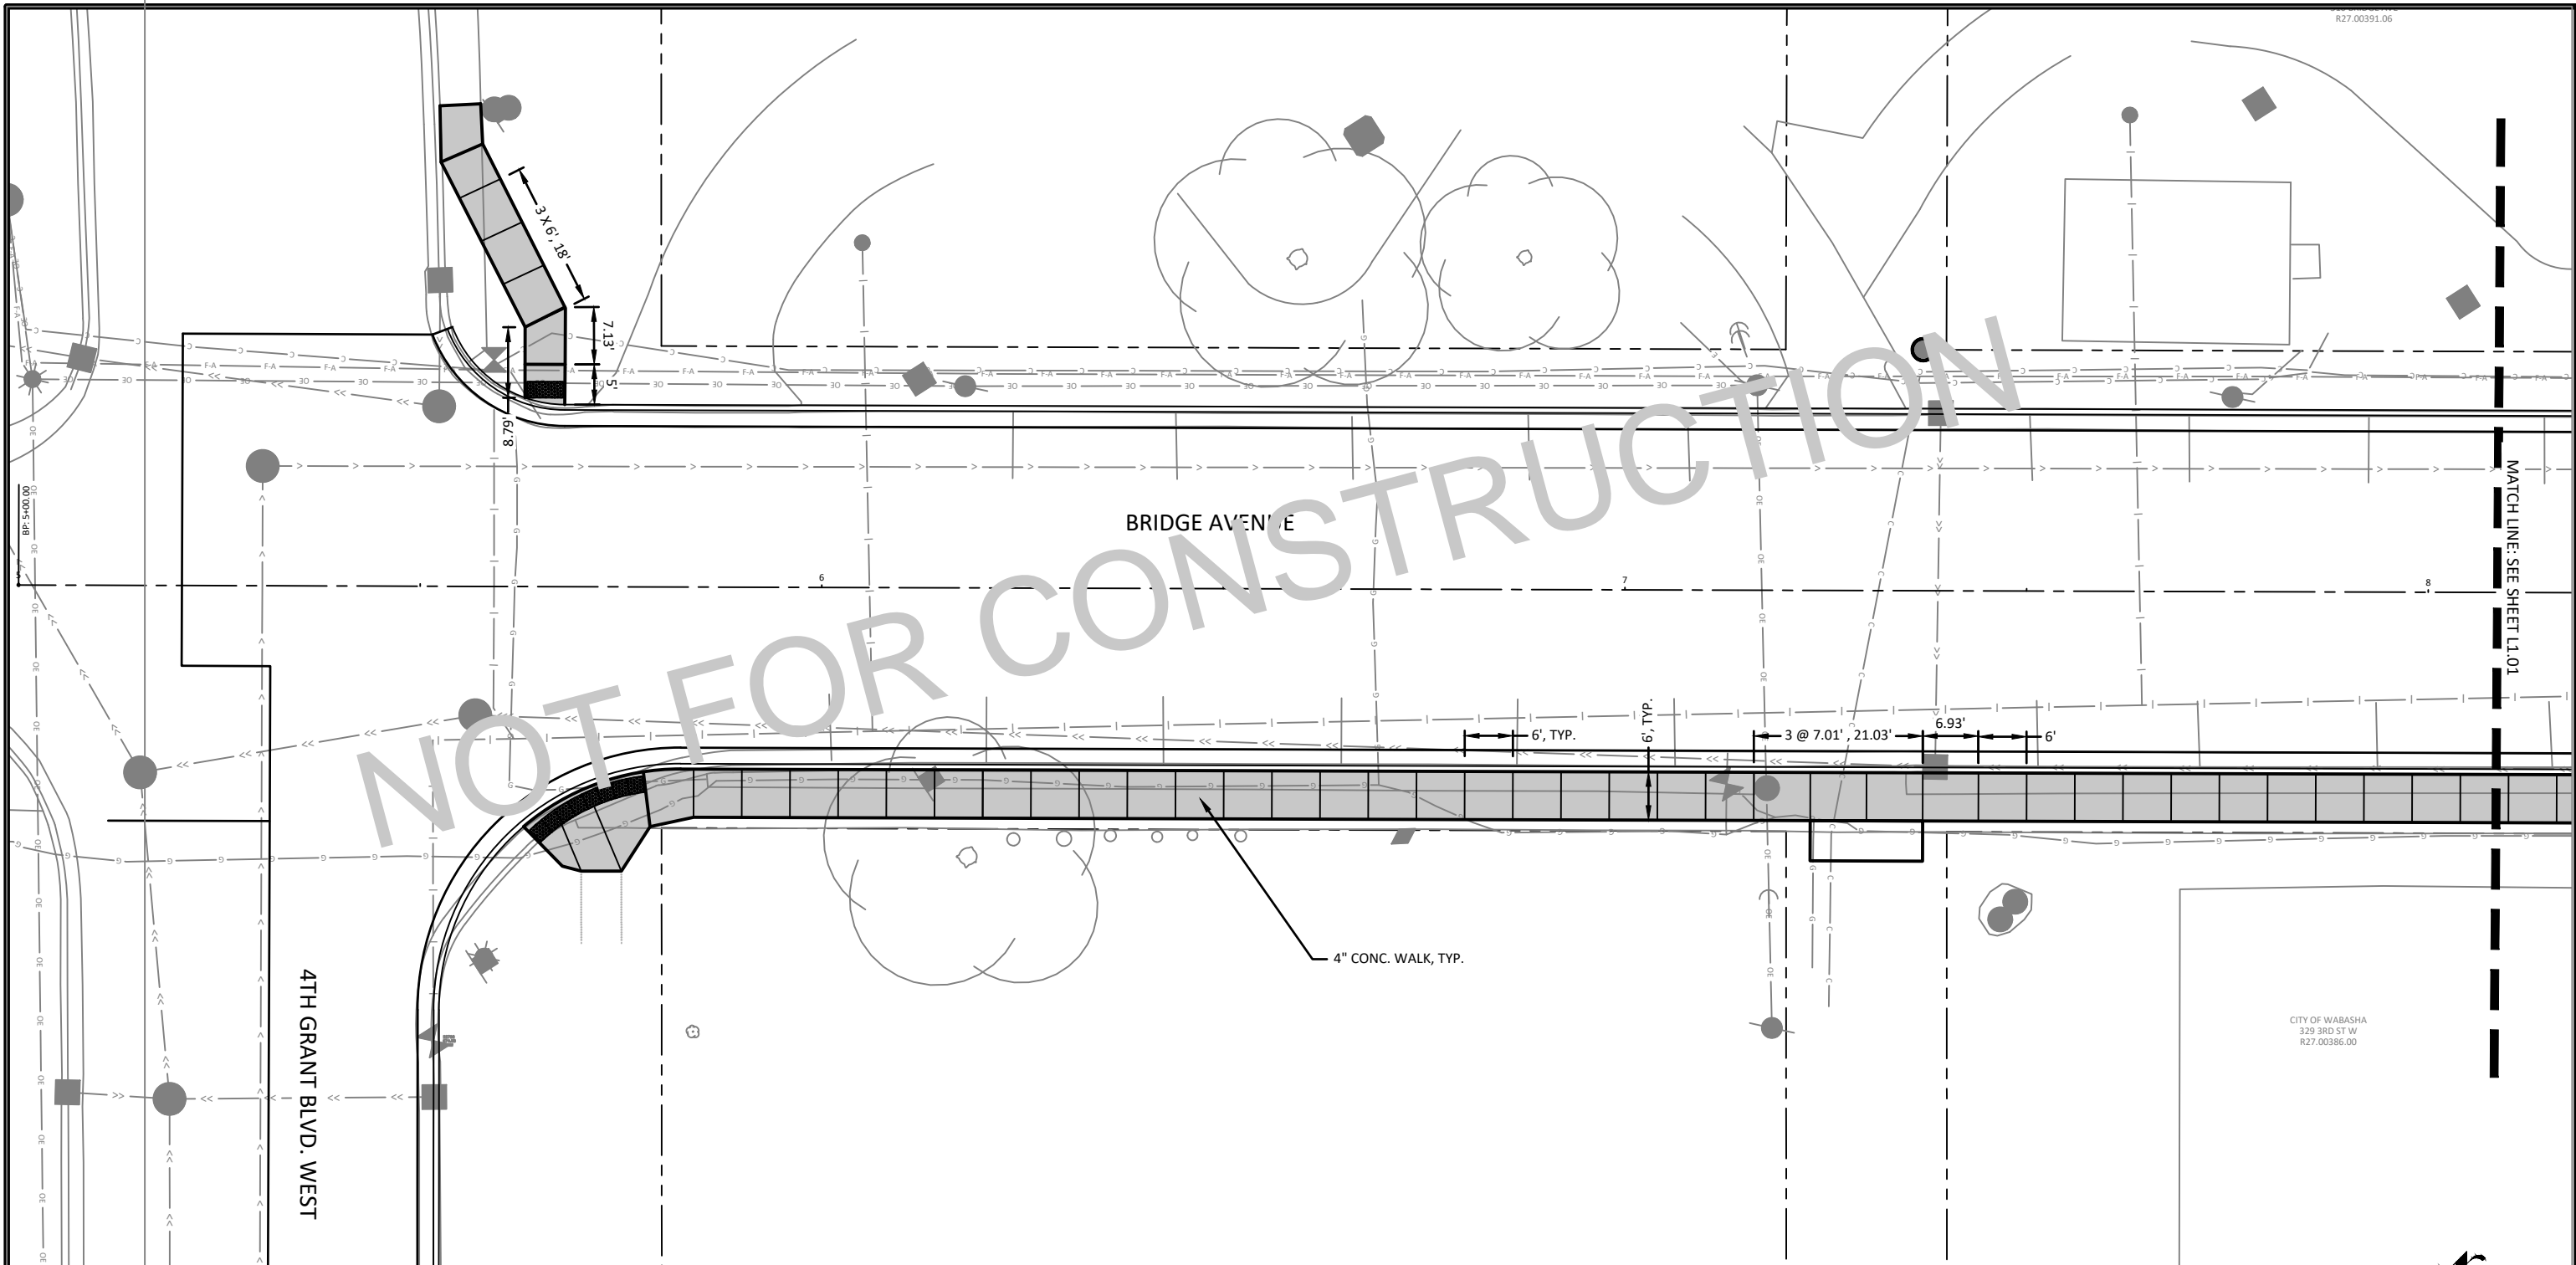 R27.00391.06
3 X 6', 18'
7.13'
5'
8.79'
BP: 5+00.00
5
BRIDGE AVENUE
6
7
8
NOT FOR CONSTRUCTION
MATCH LINE: SEE SHEET L1.01
6', TYP.
6', TYP.
3 @ 7.01' , 21.03'
6.93'
6'
4" CONC. WALK, TYP.
4TH GRANT BLVD. WEST
CITY OF WABASHA
329 3RD ST W
R27.00386.00